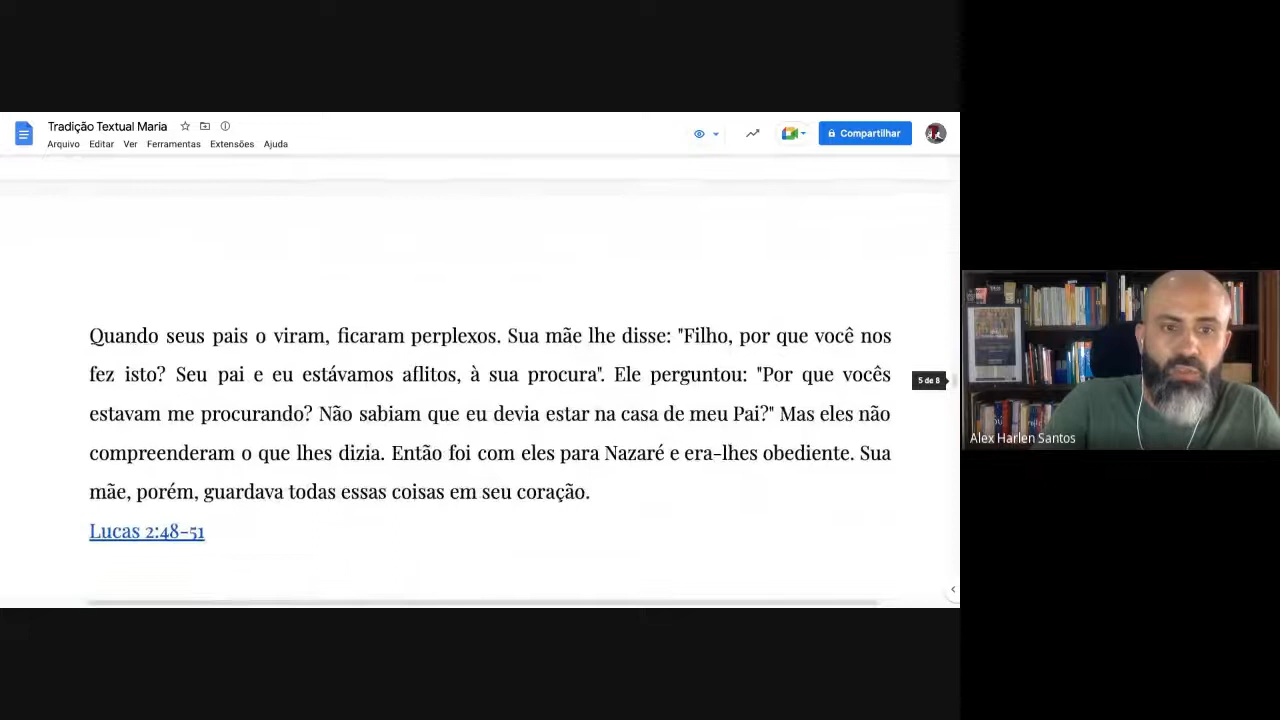 Tradição Textual Maria
Arquivo Editar Ver Ferramentas Extensões Ajuda
Compartilhar
Quando seus pais o viram, ficaram perplexos. Sua mãe lhe disse: "Filho, por que você nos
fez isto? Seu pai e eu estávamos aflitos, à sua procura". Ele perguntou: "Por que vocês
estavam me procurando? Não sabiam que eu devia estar na casa de meu Pai?" Mas eles não
compreenderam o que lhes dizia. Então foi com eles para Nazaré e era-lhes obediente. Sua
mãe, porém, guardava todas essas coisas em seu coração.
Lucas 2:48-51
5 de 8
Alex Harlen Santos